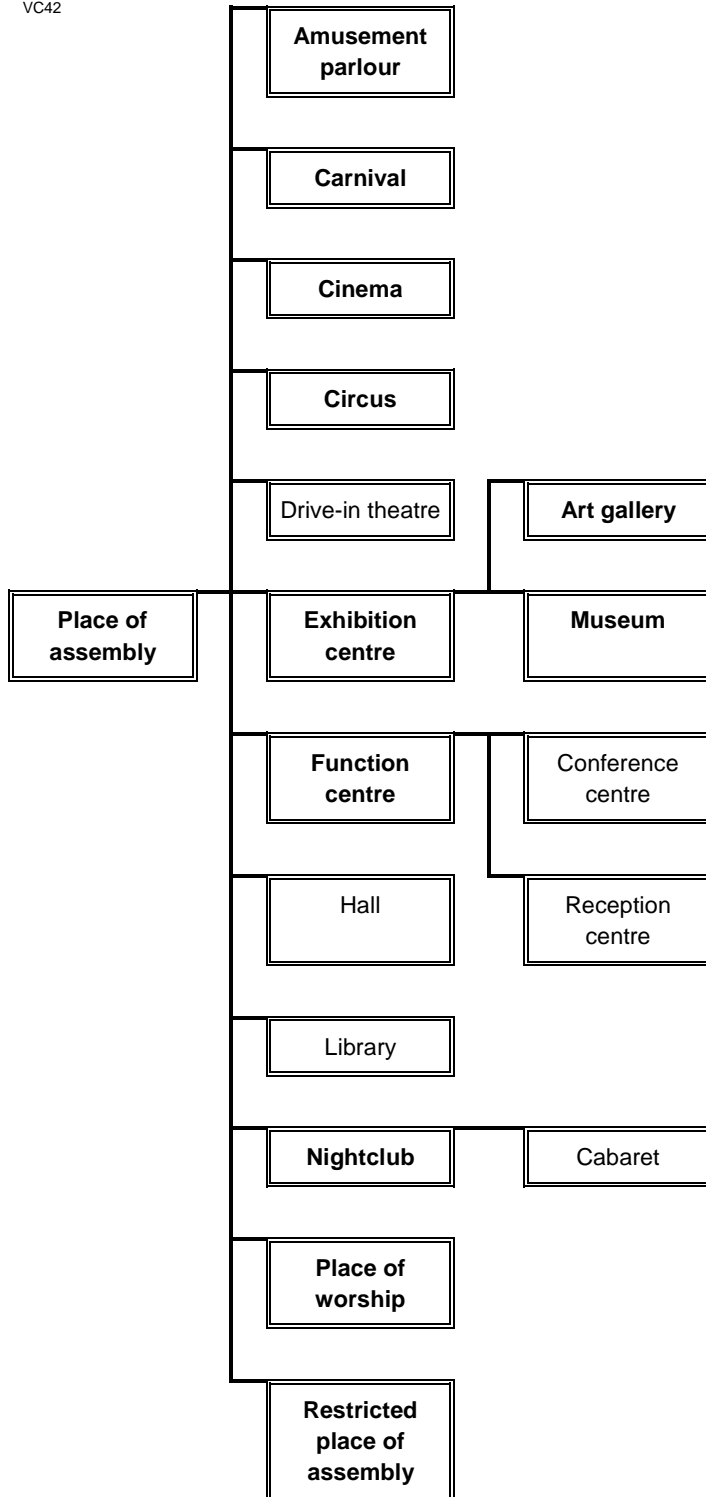 VC42
Amusement
parlour
Carnival
Cinema
Circus
Drive-in theatre
Art gallery
Place of
assembly
Exhibition
centre
Museum
Function
centre
Conference
centre
Hall
Reception
centre
Library
Nightclub
Cabaret
Place of
worship
Restricted
place of
assembly